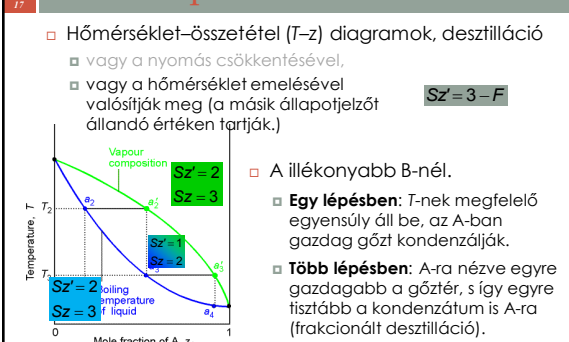 17
Hőmérséklet–összetétel (T–z) diagramok, desztilláció
vagy a nyomás csökkentésével,
vagy a hőmérséklet emelésével
valósítják meg (a másik állapotjelzőt
állandó értéken tartják.)
Sz' = 3 – F
Vapour
composition
Sz' = 2
Sz = 3
T2
a2
a2'
Temperature, T
Sz' = 1
Sz = 2
a3
a3'
Sz' = 2
Sz = 3
Boiling
temperature
of liquid
a4
0
1
Mole fraction of A, z
A illékonyabb B-nél.
Egy lépésben: T-nek megfelelő
egyensúly áll be, az A-ban
gazdag gőzt kondenzálják.
Több lépésben: A-ra nézve egyre
gazdagabb a gőztér, s így egyre
tisztább a kondenzátum is A-ra
(frakcionált desztilláció).